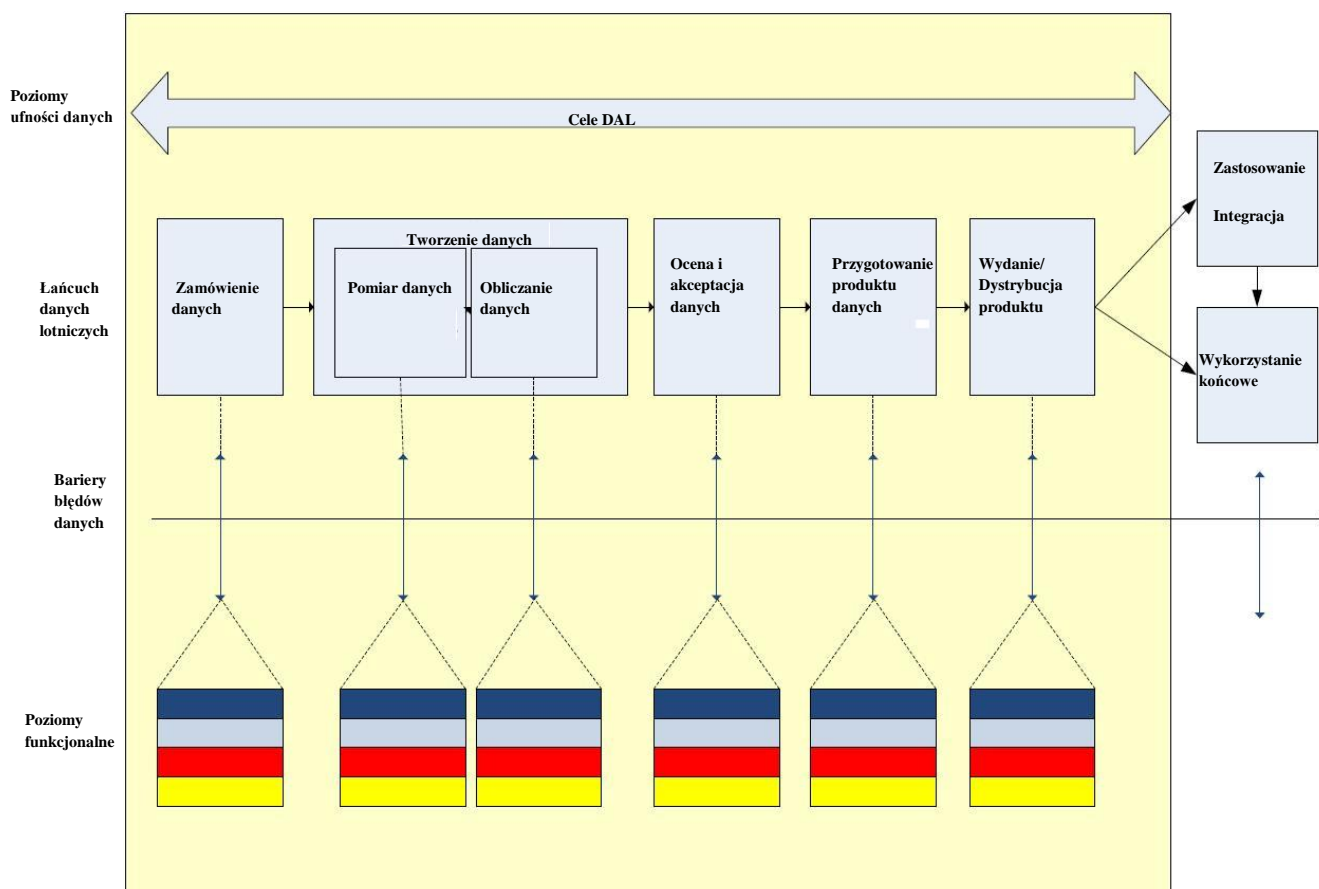 Poziomy
ufności danych
Cele DAL
Zastosowanie
Integracja
Łańcuch
danych
lotniczych
Zamówienie
danych
Tworzenie danych
Pomiar danych
Obliczanie
danych
Ocena i
akceptacja
danych
Przygotowanie
produktu
danych
Wydanie/
Dystrybucja
produktu
Wykorzystanie
końcowe
Bariery
błędów
danych
Poziomy
funkcjonalne